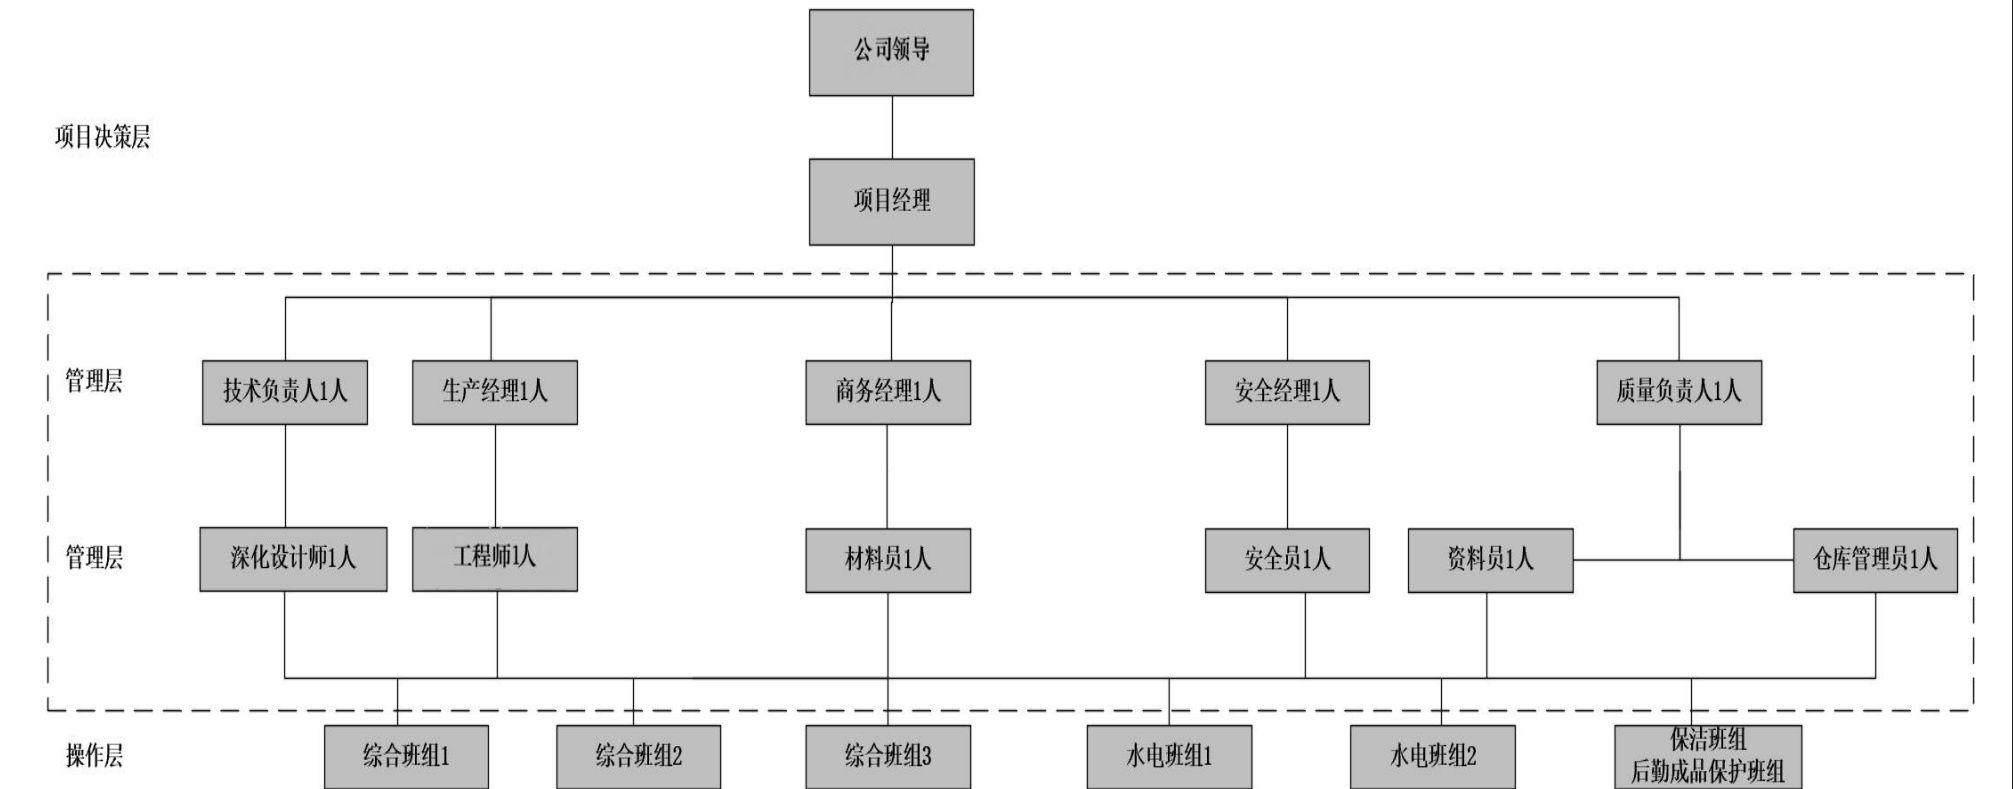 公司领导
项目决策层
项目经理
管理层
技术负责人1人
生产经理1人
商务经理1人
安全经理1人
质量负责人1人
管理层
深化设计师1人
工程师1人
材料员1人
安全员1人
资料员1人
仓库管理员1人
操作层
综合班组1
综合班组2
综合班组3
水电班组1
水电班组2
保洁班组
后勤成品保护班组